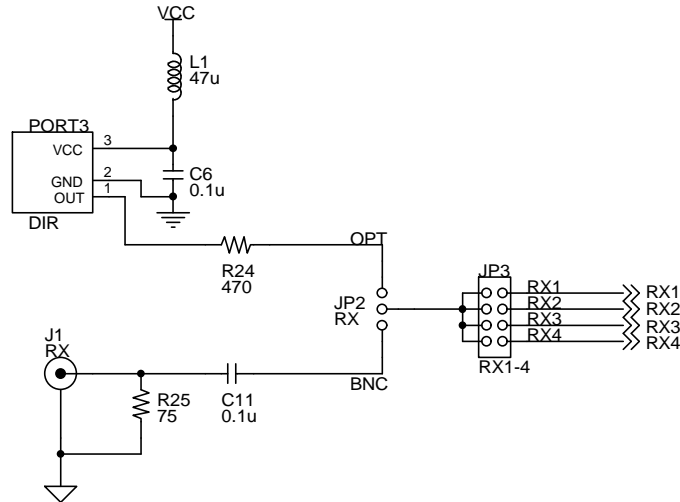 VCC
L1
47u
PORT3
VCC
3
GND
2
OUT
1
DIR
C6
0.1u
OPT
R24
470
JP2
RX
JP3
RX1
RX1
RX2
RX2
RX3
RX3
RX4
RX4
RX1-4
J1
RX
BNC
R25
75
C11
0.1u